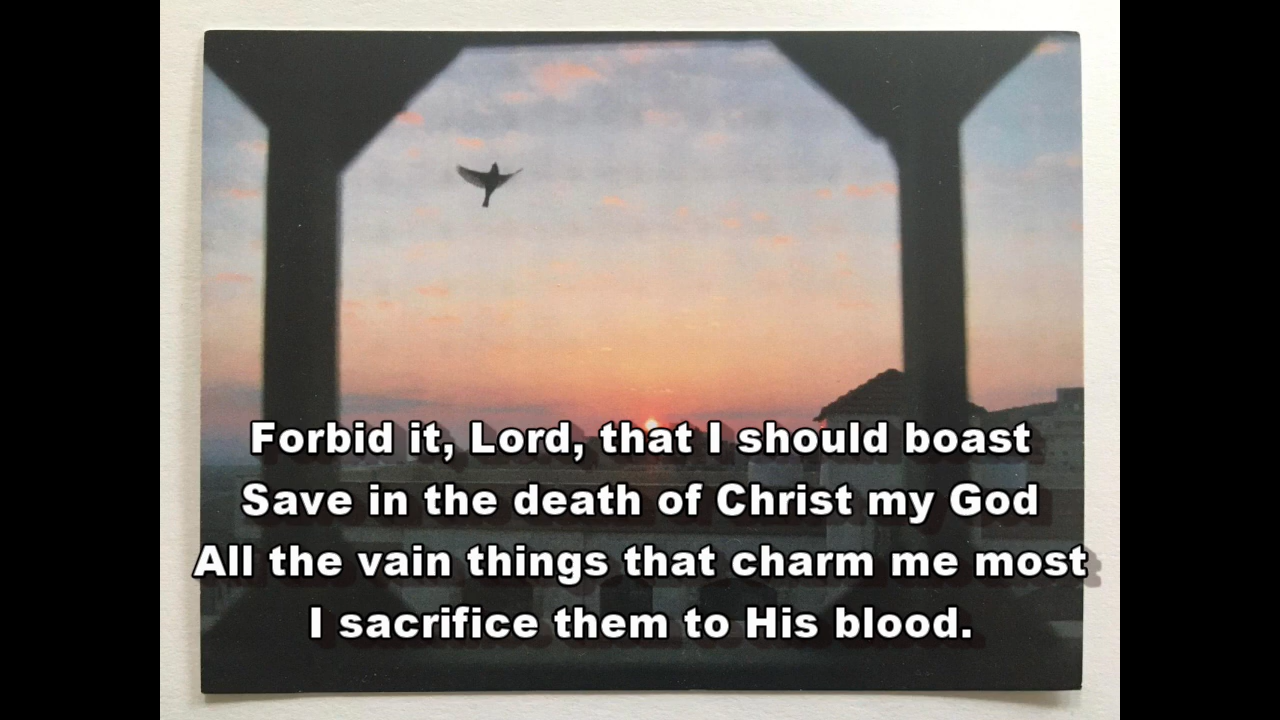 Forbid it, Lord, that I should boast
Save in the death of Christ my God
All the vain things that charm me most
I sacrifice them to His blood.